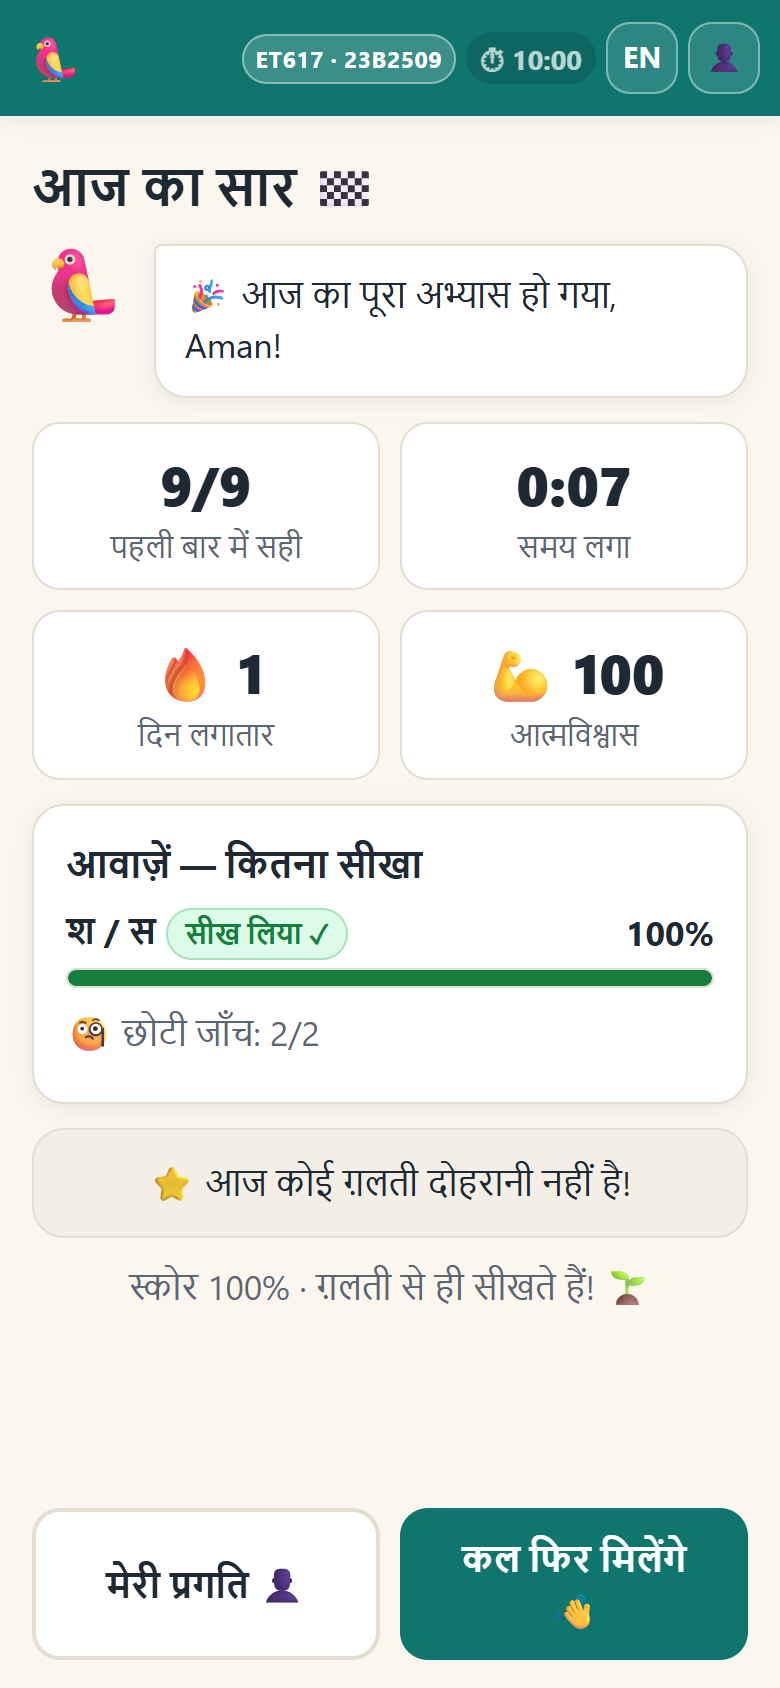 ET617 · 23B2509
10:00
EN
आज का सार
आज का पूरा अभ्यास हो गया,
Aman!
9/9
पहली बार में सही
0:07
समय लगा
1
दिन लगातार
100
आत्मविश्वास
आवाज़ें — कितना सीखा
श / स सीख लिया ✓ 100%
छोटी जाँच: 2/2
आज कोई ग़लती दोहरानी नहीं है!
स्कोर 100% · ग़लती से ही सीखते हैं!
मेरी प्रगति
कल फिर मिलेंगे